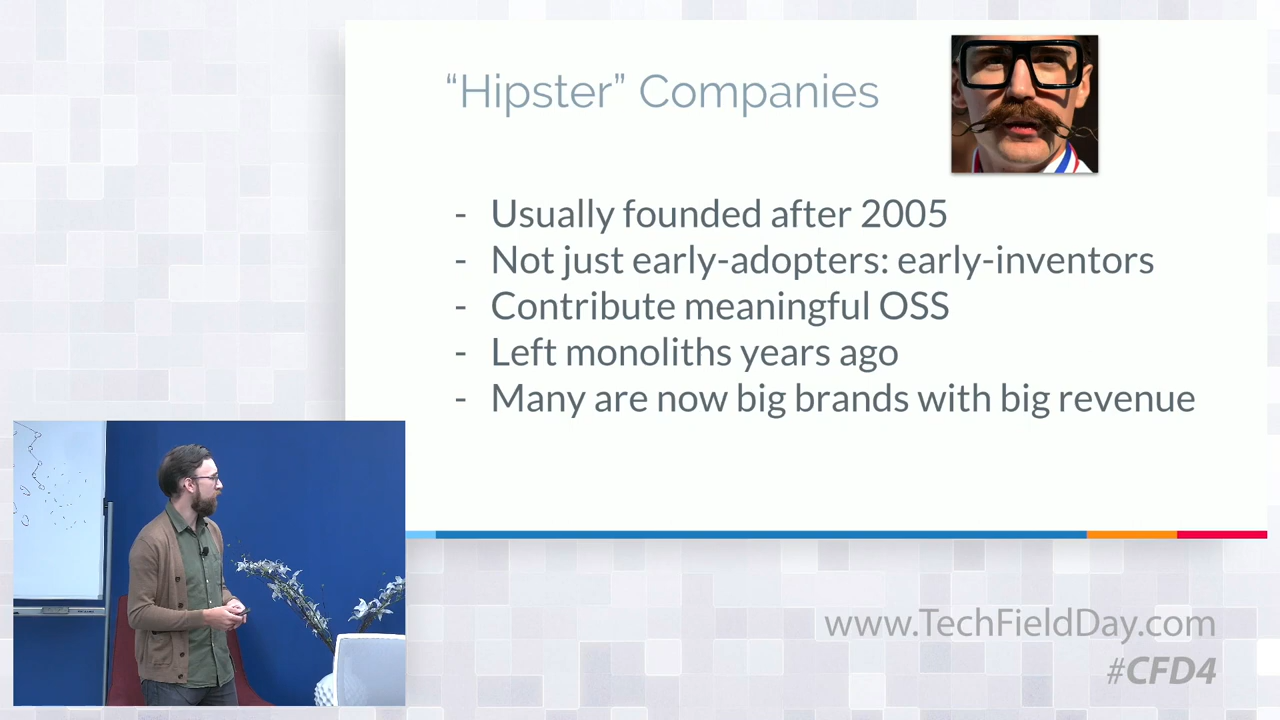 “Hipster” Companies
- Usually founded after 2005
- Not just early-adopters: early-inventors
- Contribute meaningful OSS
- Left monoliths years ago
- Many are now big brands with big revenue
www.TechFieldDay.com
#CFD4